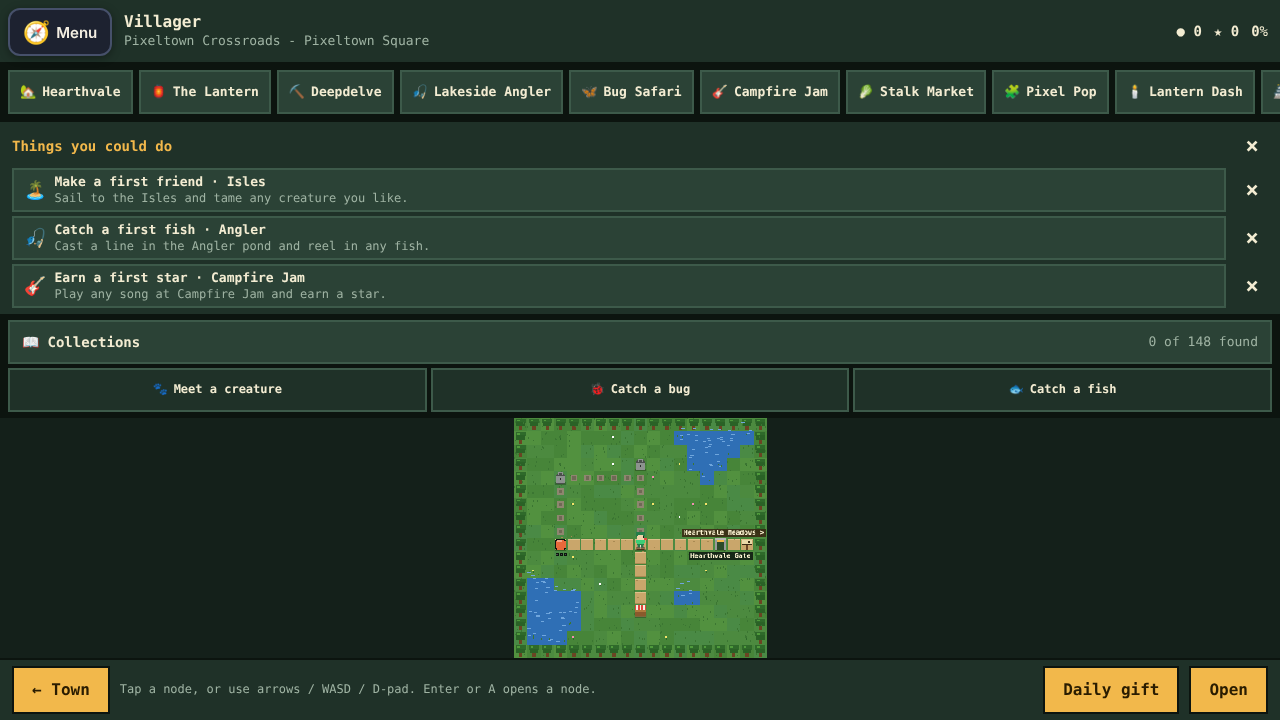 Menu
Villager
Pixeltown Crossroads - Pixeltown Square
● 0 ★ 0 0%
Hearthvale
The Lantern
Deepdelve
Lakeside Angler
Bug Safari
Campfire Jam
Stalk Market
Pixel Pop
Lantern Dash
Things you could do ×
Make a first friend · Isles
Sail to the Isles and tame any creature you like. ×
Catch a first fish · Angler
Cast a line in the Angler pond and reel in any fish. ×
Earn a first star · Campfire Jam
Play any song at Campfire Jam and earn a star. ×
Collections 0 of 148 found
Meet a creature
Catch a bug
Catch a fish
Hearthvale Meadows >
Hearthvale Gate
← Town
Tap a node, or use arrows / WASD / D-pad. Enter or A opens a node.
Daily gift
Open